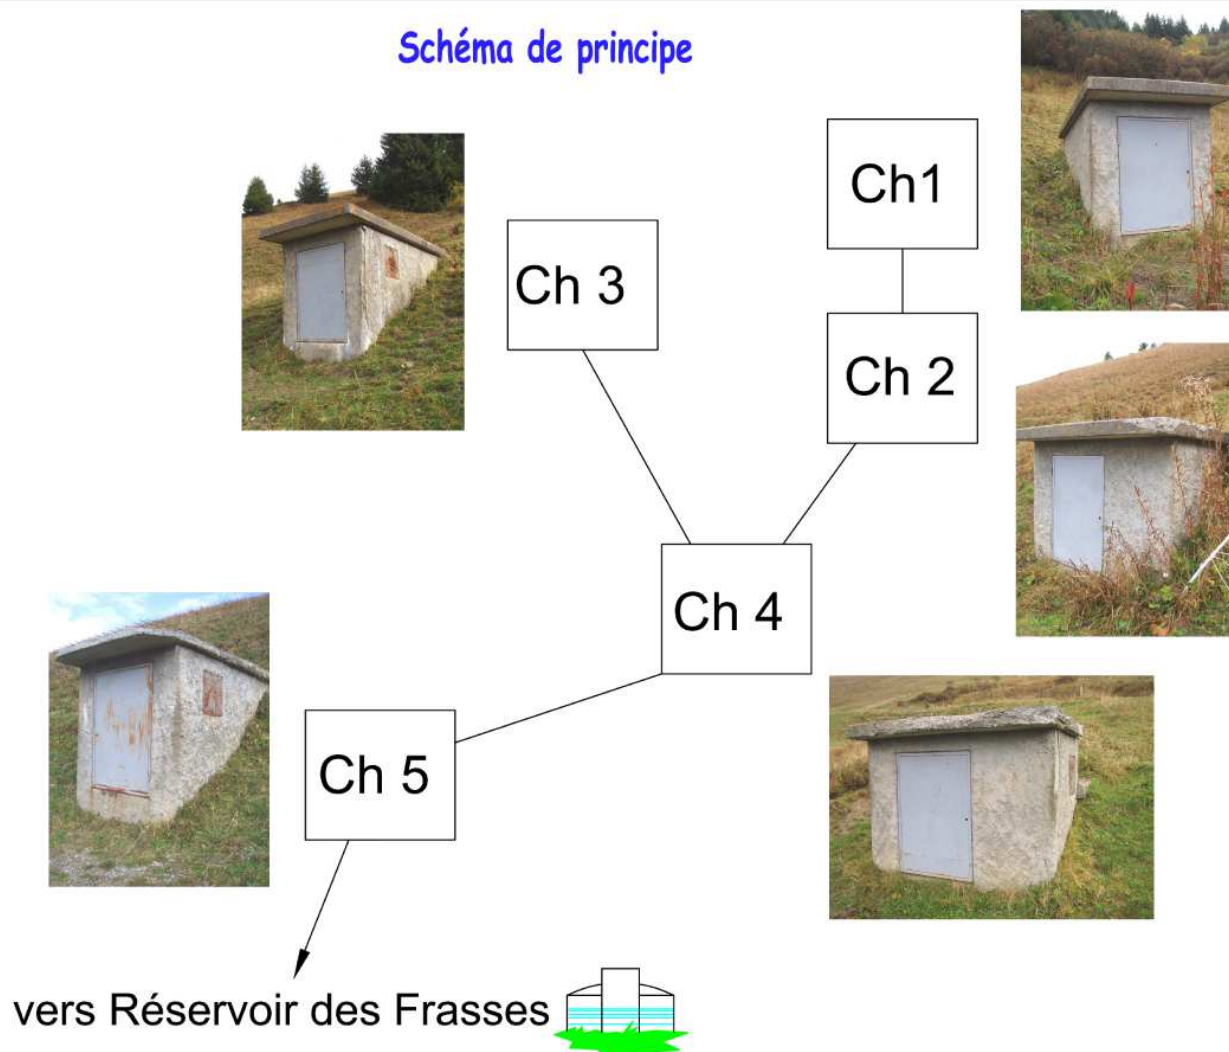 Schéma de principe
Ch1
Ch 3
Ch 2
Ch 4
Ch 5
vers Réservoir des Frasses